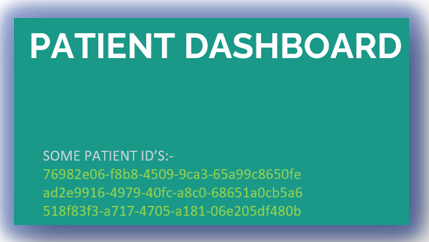 PATIENT DASHBOARD
SOME PATIENT ID'S:-
76982e06-f8b8-4509-9ca3-65a99c8650fe
ad2e9916-4979-40fc-a8c0-68651a0cb5a6
518f83f3-a717-4705-a181-06e205df480b